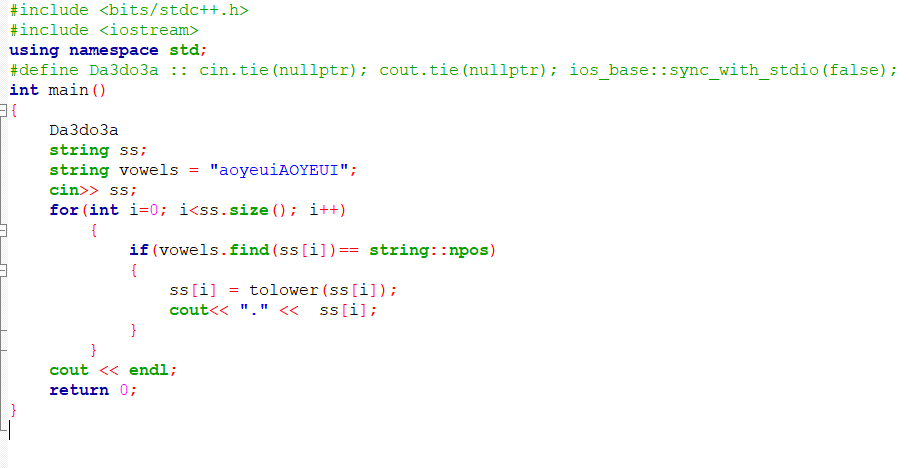 #include <bits/stdc++.h>
#include <iostream>
using namespace std;
#define Da3do3a :: cin.tie(nullptr); cout.tie(nullptr); ios_base::sync_with_stdio(false);
int main()
{
    Da3do3a
    string ss;
    string vowels = "aoyeuiAOYEUI";
    cin>> ss;
    for(int i=0; i<ss.size(); i++)
        {
            if(vowels.find(ss[i])== string::npos)
            {
                ss[i] = tolower(ss[i]);
                cout<< "." <<  ss[i];
            }
        }
    cout << endl;
    return 0;
}